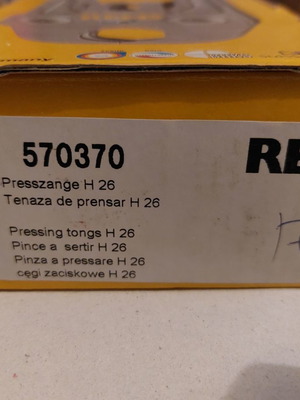 570370
RE
Presszange H 26
Tenaza de prensar H 26
Pressing tongs H 26
Pince a sertir H 26
Pinza a pressare H 26
cęgi zaciskowe H 26